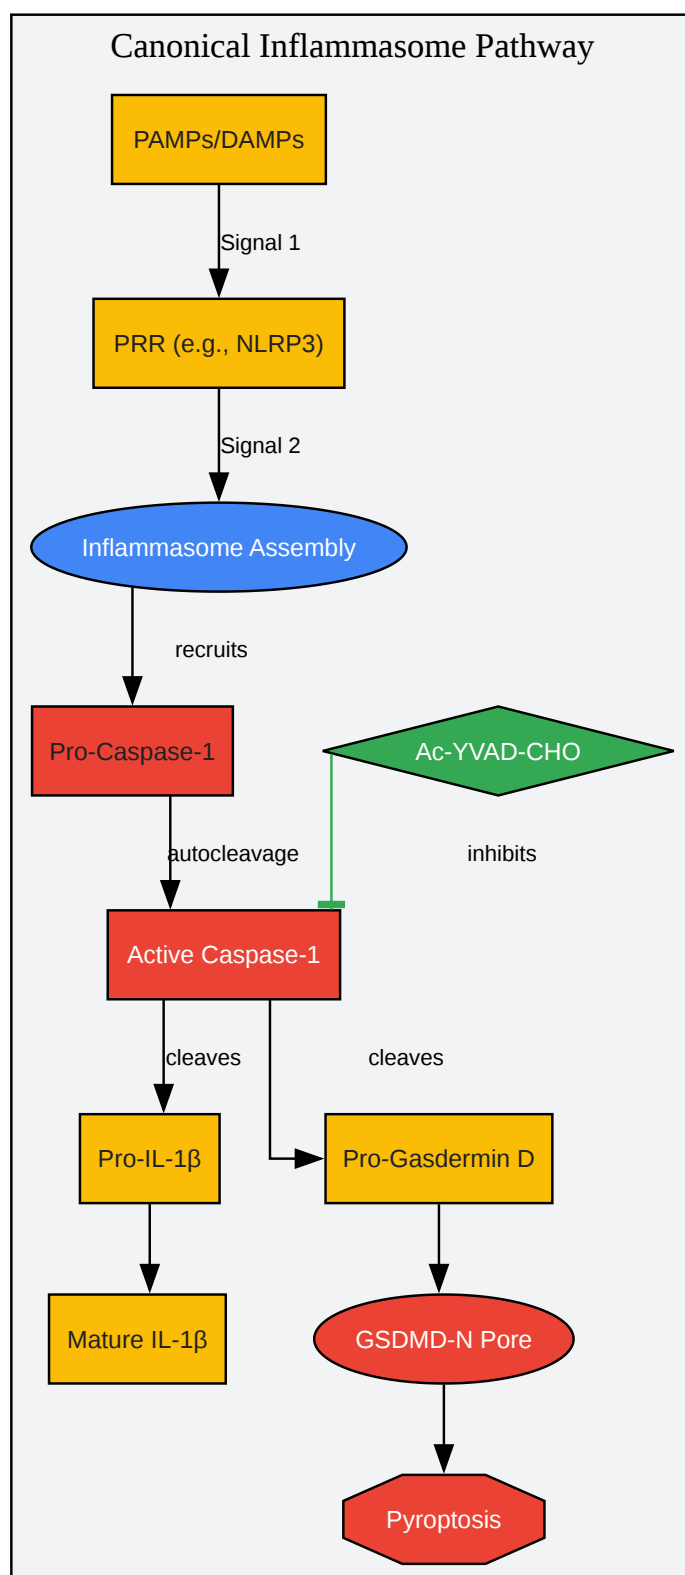 Canonical Inflammasome Pathway
PAMPs/DAMPs
Signal 1
PRR (e.g., NLRP3)
Signal 2
Inflammasome Assembly
recruits
Pro-Caspase-1
Ac-YVAD-CHO
autocleavage
inhibits
Active Caspase-1
cleaves
cleaves
Pro-IL-1β
Pro-Gasdermin D
Mature IL-1β
GSDMD-N Pore
Pyroptosis